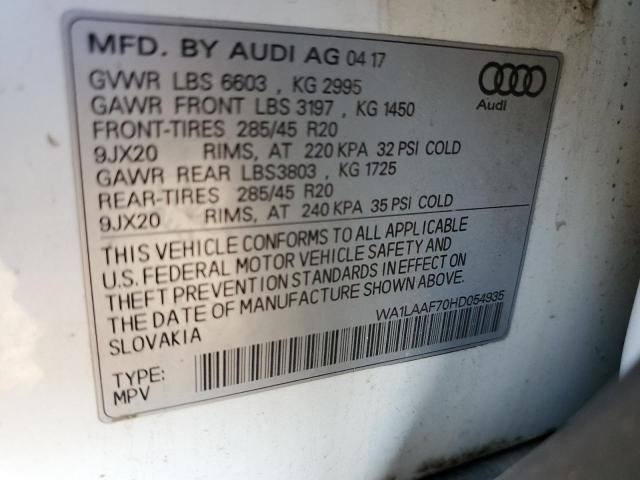 MFD. BY AUDI AG 04 17
GVWR LBS 6603 , KG 2995
GAWR FRONT LBS 3197 , KG 1450
FRONT-TIRES 285/45 R20
9JX20 RIMS, AT 220 KPA 32 PSI COLD
GAWR REAR LBS3803 , KG 1725
REAR-TIRES 285/45 R20
9JX20 RIMS, AT 240 KPA 35 PSI COLD
Audi
THIS VEHICLE CONFORMS TO ALL APPLICABLE
U.S. FEDERAL MOTOR VEHICLE SAFETY AND
THEFT PREVENTION STANDARDS IN EFFECT ON
THE DATE OF MANUFACTURE SHOWN ABOVE.
SLOVAKIA
WA1LAAF70HD054935
TYPE:
MPV